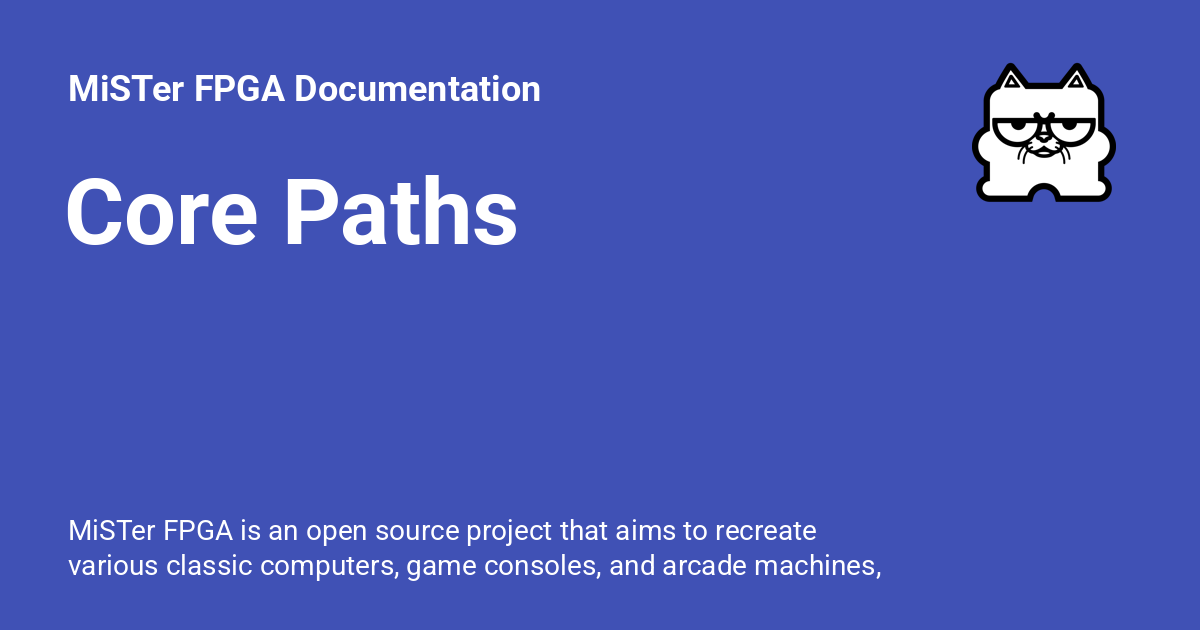 MiSTer FPGA Documentation
Core Paths
MiSTer FPGA is an open source project that aims to recreate
various classic computers, game consoles, and arcade machines,